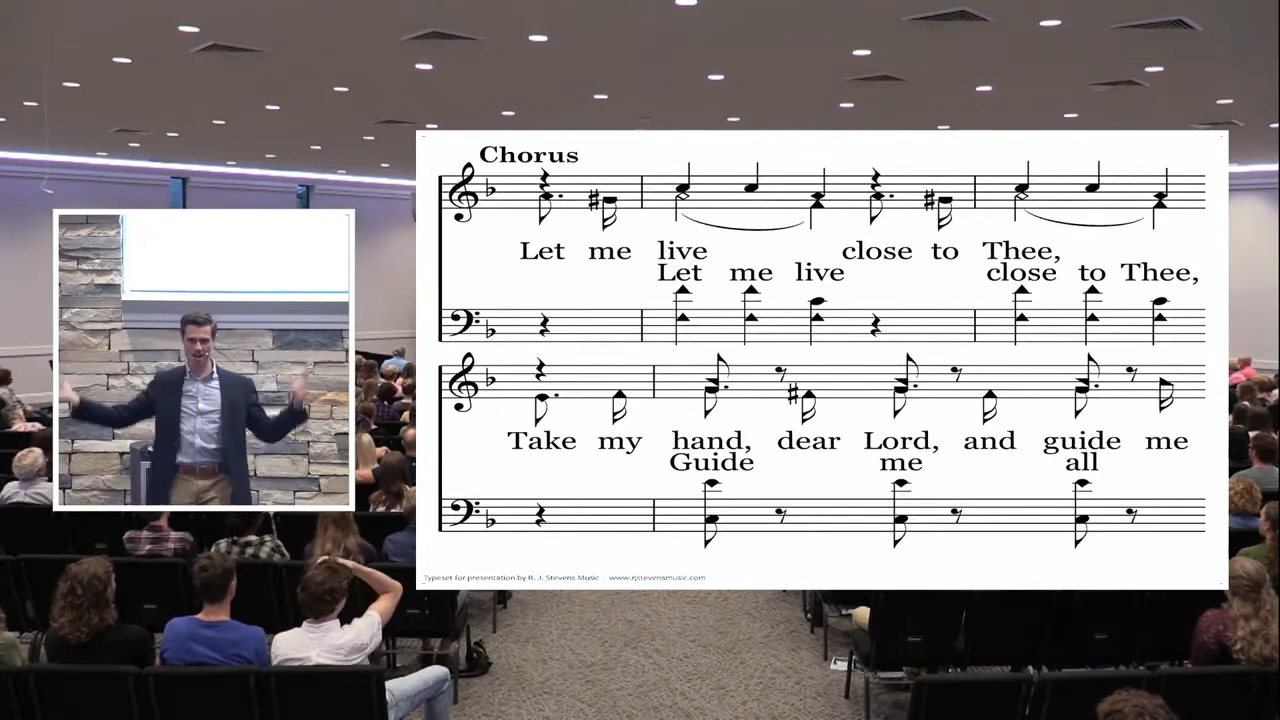 Chorus
Let me live close to Thee,
Let me live close to Thee,
Take my hand, dear Lord, and guide me
Guide me all
Typeset for presentation by R. J. Stevens Music - www.rjstevensmusic.com